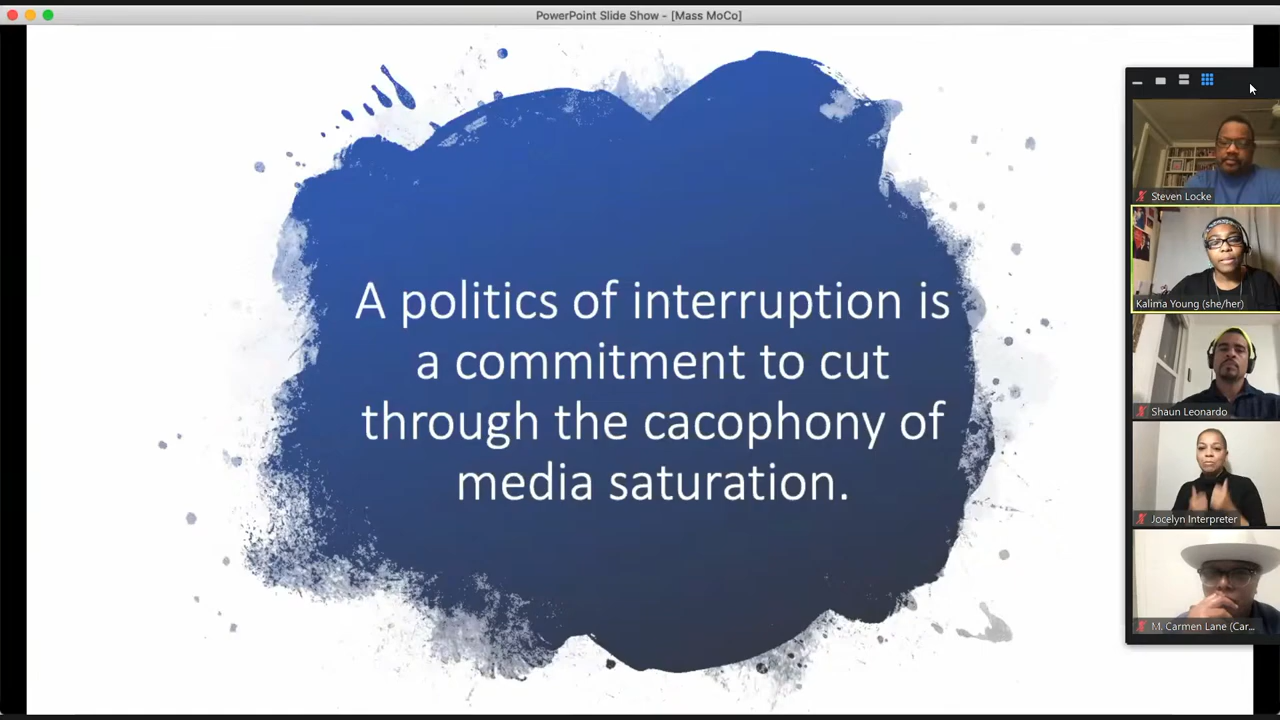 PowerPoint Slide Show - [Mass MoCo]
A politics of interruption is
a commitment to cut
through the cacophony of
media saturation.
Steven Locke
Kalima Young (she/her)
Shaun Leonardo
Jocelyn Interpreter
M. Carmen Lane (Car...